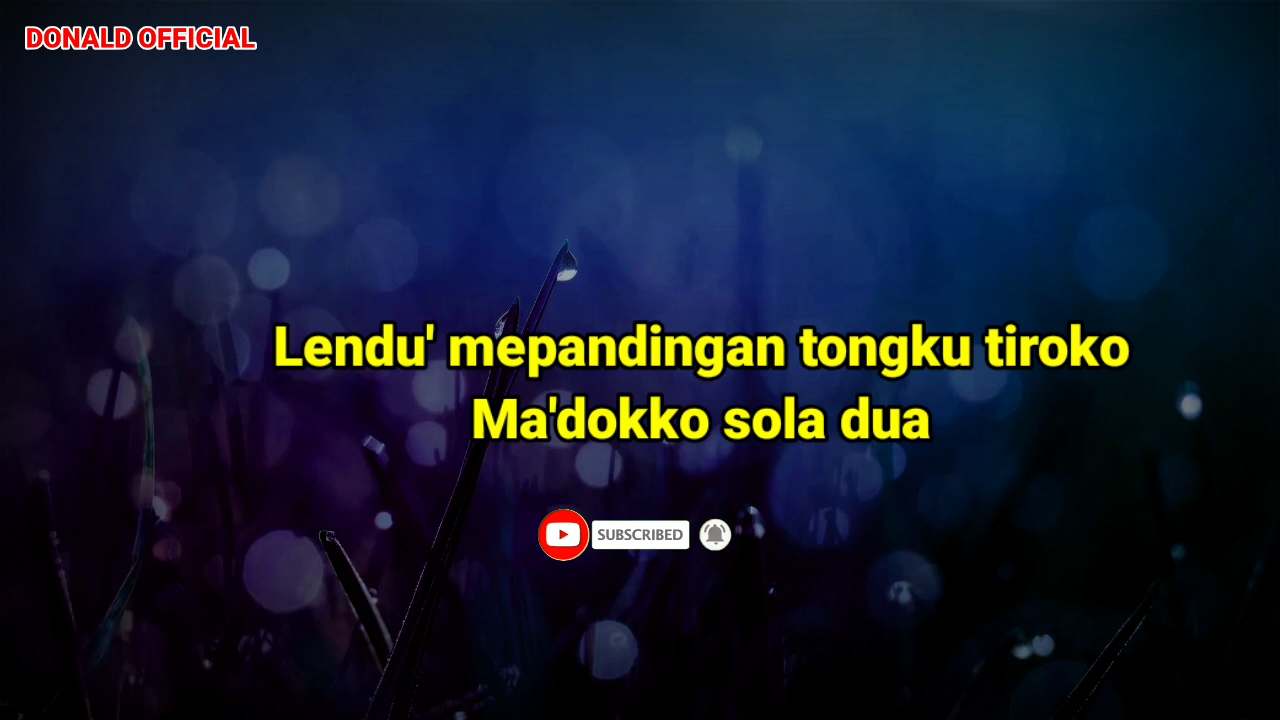 DONALD OFFICIAL
Lendu' mepandingan tongku tiroko
Ma'dokko sola dua
SUBSCRIBED